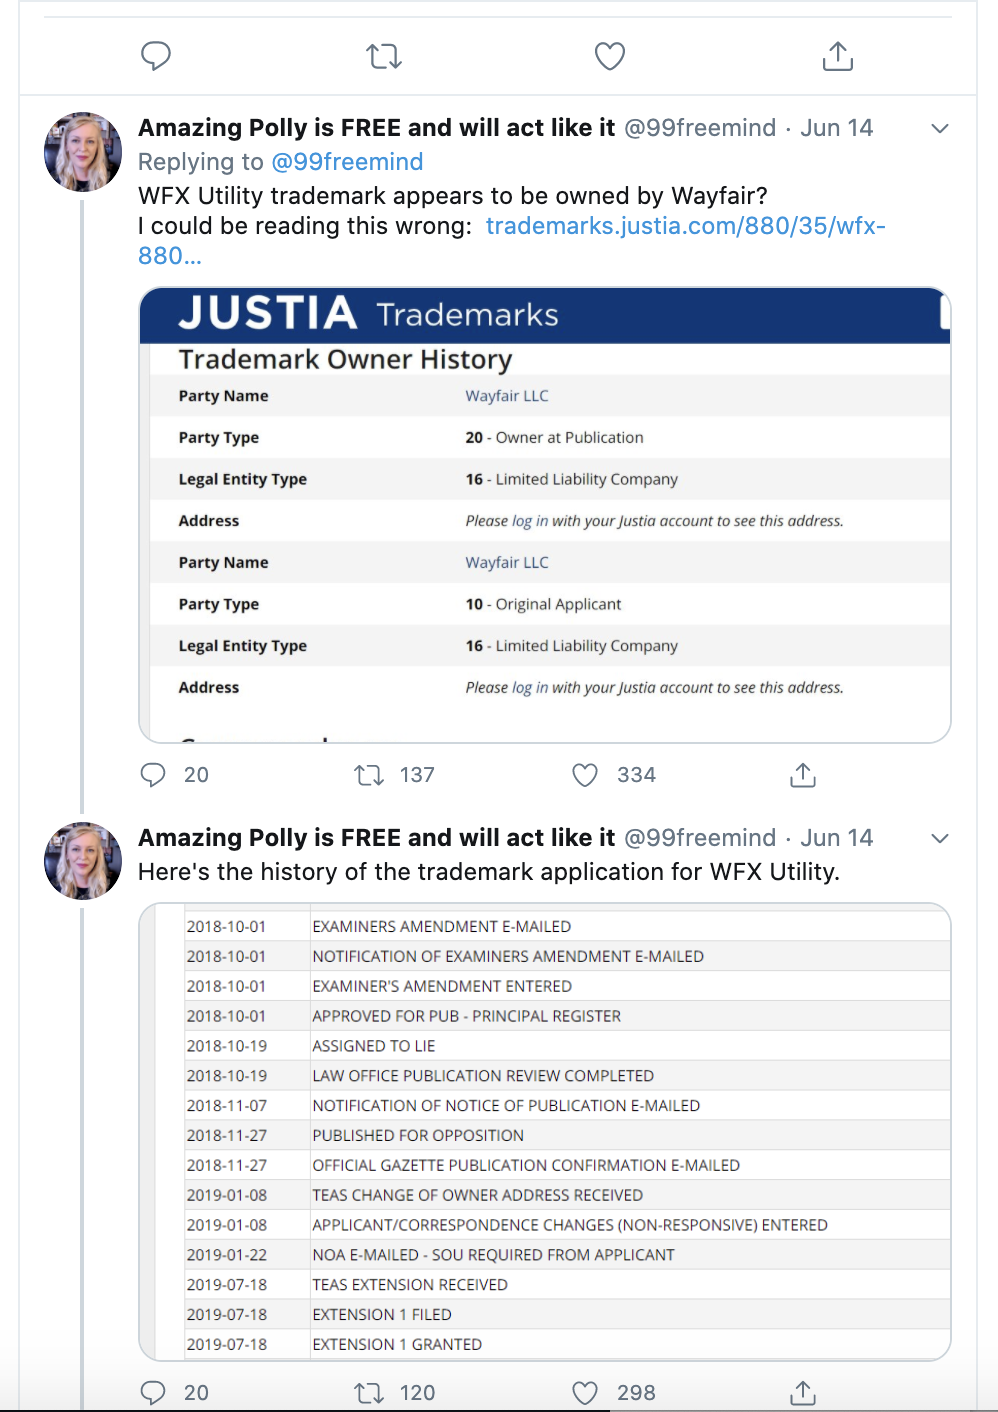 Amazing Polly is FREE and will act like it @99freemind · Jun 14
Replying to @99freemind
WFX Utility trademark appears to be owned by Wayfair?
I could be reading this wrong: trademarks.justia.com/880/35/wfx-
880...
JUSTIA Trademarks
Trademark Owner History
Party Name Wayfair LLC
Party Type 20 - Owner at Publication
Legal Entity Type 16 - Limited Liability Company
Address Please log in with your Justia account to see this address.
Party Name Wayfair LLC
Party Type 10 - Original Applicant
Legal Entity Type 16 - Limited Liability Company
Address Please log in with your Justia account to see this address.
20 137 334
Amazing Polly is FREE and will act like it @99freemind · Jun 14
Here's the history of the trademark application for WFX Utility.
2018-10-01 EXAMINERS AMENDMENT E-MAILED
2018-10-01 NOTIFICATION OF EXAMINERS AMENDMENT E-MAILED
2018-10-01 EXAMINER'S AMENDMENT ENTERED
2018-10-01 APPROVED FOR PUB - PRINCIPAL REGISTER
2018-10-19 ASSIGNED TO LIE
2018-10-19 LAW OFFICE PUBLICATION REVIEW COMPLETED
2018-11-07 NOTIFICATION OF NOTICE OF PUBLICATION E-MAILED
2018-11-27 PUBLISHED FOR OPPOSITION
2018-11-27 OFFICIAL GAZETTE PUBLICATION CONFIRMATION E-MAILED
2019-01-08 TEAS CHANGE OF OWNER ADDRESS RECEIVED
2019-01-08 APPLICANT/CORRESPONDENCE CHANGES (NON-RESPONSIVE) ENTERED
2019-01-22 NOA E-MAILED - SOU REQUIRED FROM APPLICANT
2019-07-18 TEAS EXTENSION RECEIVED
2019-07-18 EXTENSION 1 FILED
2019-07-18 EXTENSION 1 GRANTED
20 120 298